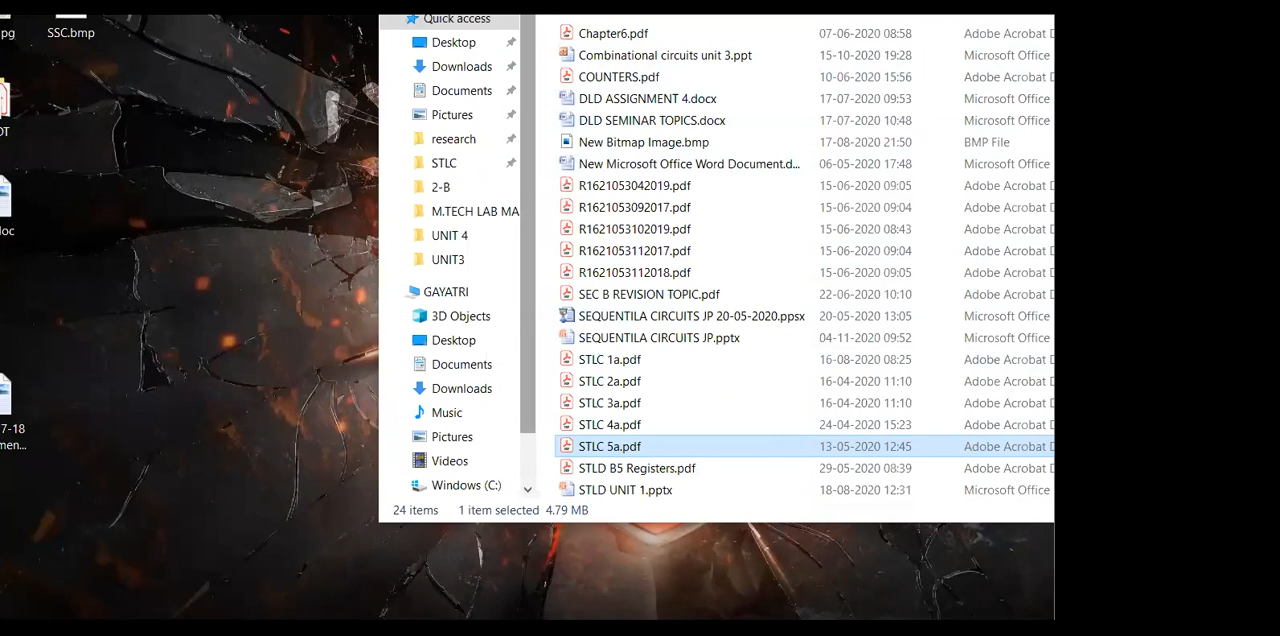 pg
SSC.bmp
OT
loc
7-18
men...
Quick access
Desktop
Downloads
Documents
Pictures
research
STLC
2-B
M.TECH LAB MA
UNIT 4
UNIT3
GAYATRI
3D Objects
Desktop
Documents
Downloads
Music
Pictures
Videos
Windows (C:)
Chapter6.pdf 07-06-2020 08:58 Adobe Acrobat D
Combinational circuits unit 3.ppt 15-10-2020 19:28 Microsoft Office
COUNTERS.pdf 10-06-2020 15:56 Adobe Acrobat D
DLD ASSIGNMENT 4.docx 17-07-2020 09:53 Microsoft Office
DLD SEMINAR TOPICS.docx 17-07-2020 10:48 Microsoft Office
New Bitmap Image.bmp 17-08-2020 21:50 BMP File
New Microsoft Office Word Document.d... 06-05-2020 17:48 Microsoft Office
R1621053042019.pdf 15-06-2020 09:05 Adobe Acrobat D
R1621053092017.pdf 15-06-2020 09:04 Adobe Acrobat D
R1621053102019.pdf 15-06-2020 08:43 Adobe Acrobat D
R1621053112017.pdf 15-06-2020 09:04 Adobe Acrobat D
R1621053112018.pdf 15-06-2020 09:05 Adobe Acrobat D
SEC B REVISION TOPIC.pdf 22-06-2020 10:10 Adobe Acrobat D
SEQUENTILA CIRCUITS JP 20-05-2020.ppsx 20-05-2020 13:05 Microsoft Office
SEQUENTILA CIRCUITS JP.pptx 04-11-2020 09:52 Microsoft Office
STLC 1a.pdf 16-08-2020 08:25 Adobe Acrobat D
STLC 2a.pdf 16-04-2020 11:10 Adobe Acrobat D
STLC 3a.pdf 16-04-2020 11:10 Adobe Acrobat D
STLC 4a.pdf 24-04-2020 15:23 Adobe Acrobat D
STLC 5a.pdf 13-05-2020 12:45 Adobe Acrobat D
STLD B5 Registers.pdf 29-05-2020 08:39 Adobe Acrobat D
STLD UNIT 1.pptx 18-08-2020 12:31 Microsoft Office
24 items 1 item selected 4.79 MB